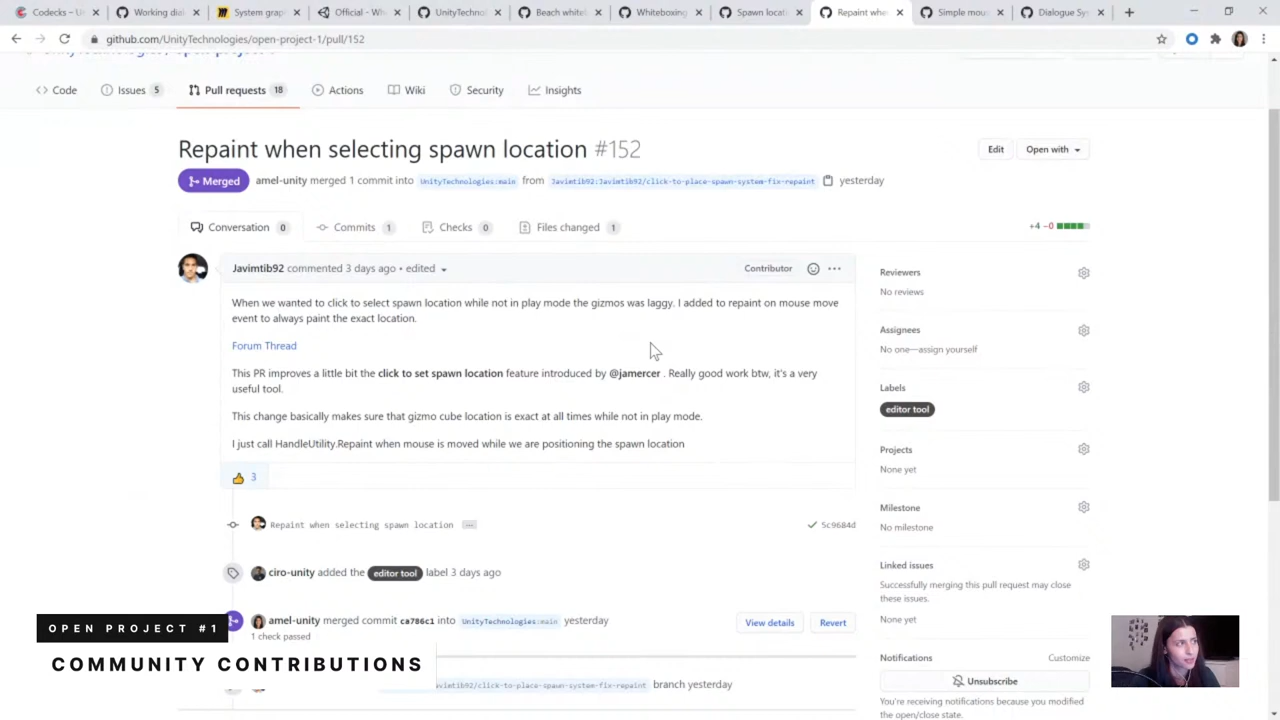 Codecks – U
Working dia
System grap
Official - Wh
UnityTechno
Beach white
Whiteboxing
Spawn locati
Repaint whe
Simple mou
Dialogue Sys
github.com/UnityTechnologies/open-project-1/pull/152
Code
Issues 5
Pull requests 18
Actions
Wiki
Security
Insights
Repaint when selecting spawn location #152
Edit
Open with
Merged
amel-unity merged 1 commit into UnityTechnologies:main from Javimtib92:Javimtib92/click-to-place-spawn-system-fix-repaint yesterday
Conversation 0
Commits 1
Checks 0
Files changed 1
+4 −0
Javimtib92 commented 3 days ago • edited
Contributor
When we wanted to click to select spawn location while not in play mode the gizmos was laggy. I added to repaint on mouse move
event to always paint the exact location.
Forum Thread
This PR improves a little bit the click to set spawn location feature introduced by @jamercer . Really good work btw, it's a very
useful tool.
This change basically makes sure that gizmo cube location is exact at all times while not in play mode.
I just call HandleUtility.Repaint when mouse is moved while we are positioning the spawn location
3
Repaint when selecting spawn location
5c9684d
ciro-unity added the editor tool label 3 days ago
amel-unity merged commit ca786c1 into UnityTechnologies:main yesterday
1 check passed
View details
Revert
avimtib92/click-to-place-spawn-system-fix-repaint branch yesterday
Reviewers
No reviews
Assignees
No one—assign yourself
Labels
editor tool
Projects
None yet
Milestone
No milestone
Linked issues
Successfully merging this pull request may close
these issues.
None yet
Notifications
Customize
Unsubscribe
You're receiving notifications because you modified
the open/close state.
OPEN PROJECT #1
COMMUNITY CONTRIBUTIONS